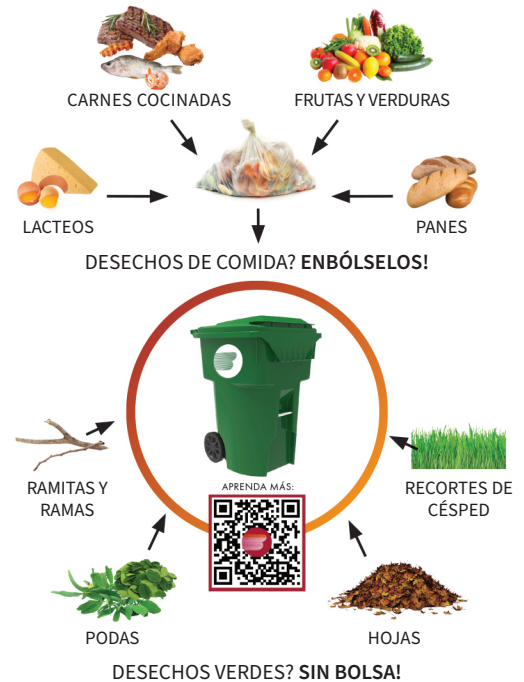 CARNES COCINADAS
FRUTAS Y VERDURAS
LACTEOS
PANES
DESECHOS DE COMIDA? ENBÓLSELOS!
RAMITAS Y
RAMAS
APRENDA MÁS:
RECORTES DE
CÉSPED
PODAS
HOJAS
DESECHOS VERDES? SIN BOLSA!